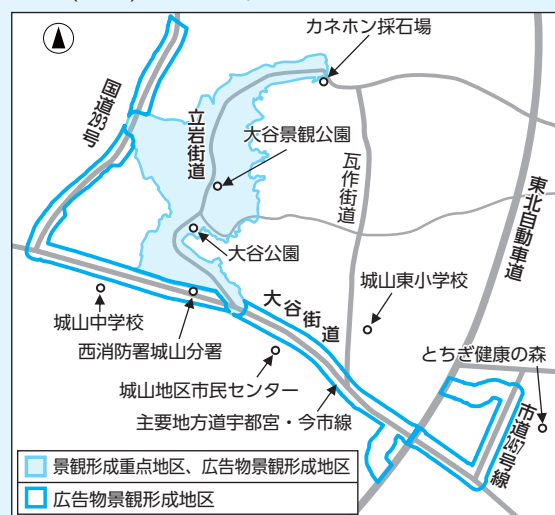 カネホン採石場
国道293号
立岩街道
大谷景観公園
瓦作街道
東北自動車道
大谷公園
大谷街道
城山東小学校
城山中学校
西消防署城山分署
とちぎ健康の森
城山地区市民センター
主要地方道宇都宮・今市線
市道2457号線
景観形成重点地区、広告物景観形成地区
広告物景観形成地区